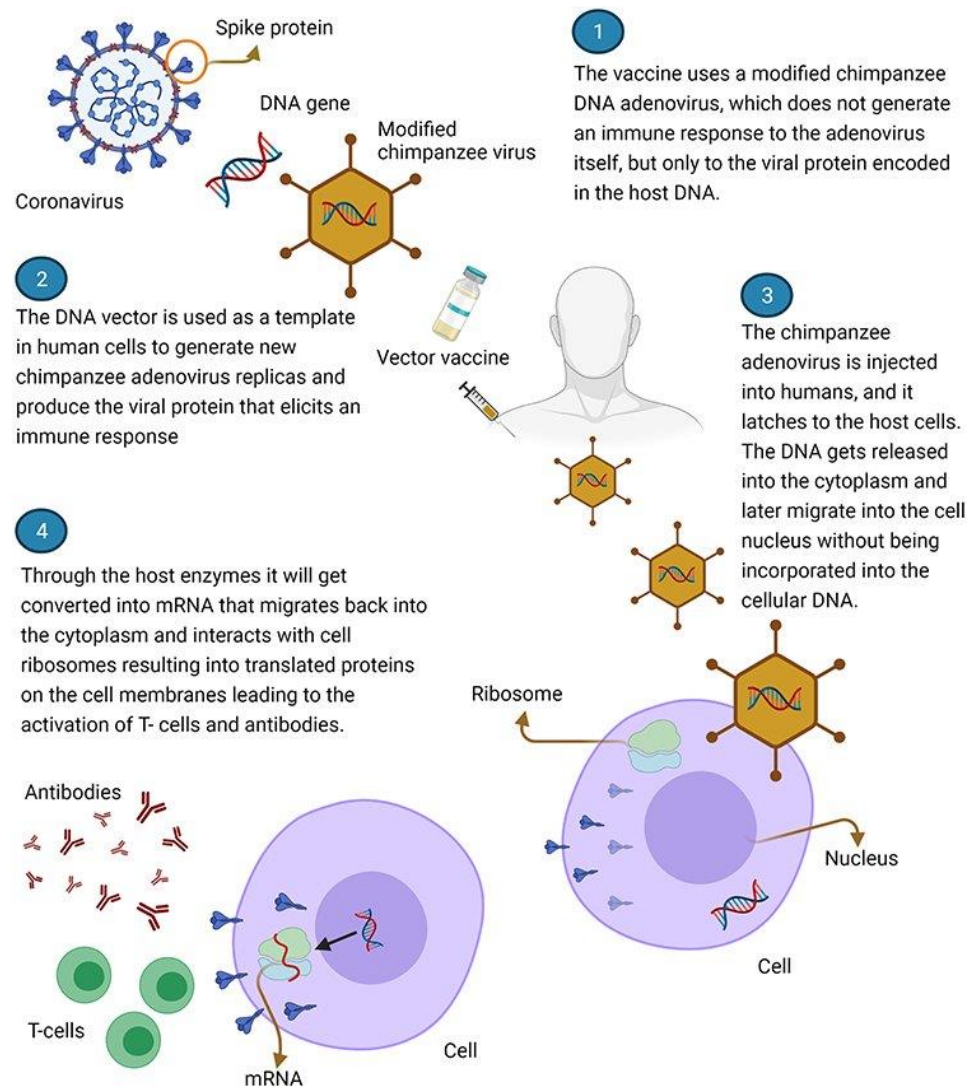 Spike protein
DNA gene
Modified
chimpanzee virus
Coronavirus
1
The vaccine uses a modified chimpanzee
DNA adenovirus, which does not generate
an immune response to the adenovirus
itself, but only to the viral protein encoded
in the host DNA.
2
The DNA vector is used as a template
in human cells to generate new
chimpanzee adenovirus replicas and
produce the viral protein that elicits an
immune response
Vector vaccine
3
The chimpanzee
adenovirus is injected
into humans, and it
latches to the host cells.
The DNA gets released
into the cytoplasm and
later migrate into the cell
nucleus without being
incorporated into the
cellular DNA.
4
Through the host enzymes it will get
converted into mRNA that migrates back into
the cytoplasm and interacts with cell
ribosomes resulting into translated proteins
on the cell membranes leading to the
activation of T- cells and antibodies.
Ribosome
Nucleus
Cell
Antibodies
T-cells
mRNA
Cell